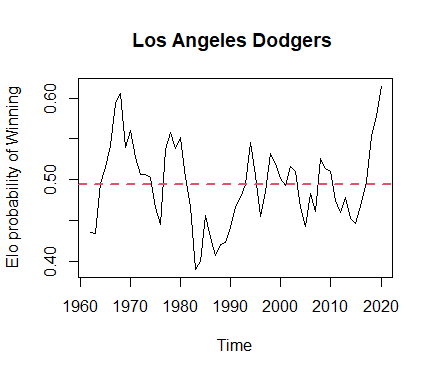 Los Angeles Dodgers
Elo probability of Winning
0.60
0.50
0.40
1960 1970 1980 1990 2000 2010 2020
Time